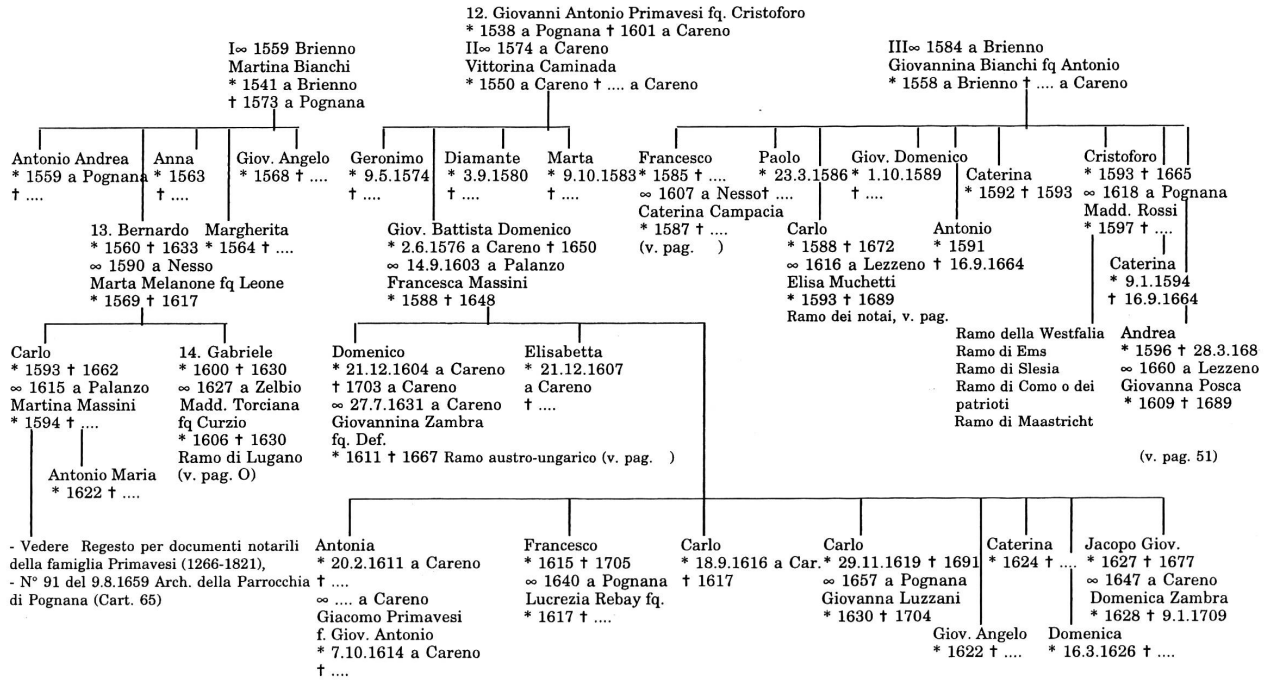 12. Giovanni Antonio Primavesi fq. Cristoforo
* 1538 a Pognana † 1601 a Careno
I∞ 1559 Brienno
Martina Bianchi
* 1541 a Brienno
† 1573 a Pognana
II∞ 1574 a Careno
Vittorina Caminada
* 1550 a Careno † .... a Careno
III∞ 1584 a Brienno
Giovannina Bianchi fq Antonio
* 1558 a Brienno † .... a Careno
Antonio Andrea
* 1559 a Pognana
† ....
Anna
* 1563
† ....
Giov. Angelo
* 1568 † ....
Geronimo
* 9.5.1574
† ....
Diamante
* 3.9.1580
† ....
Marta
* 9.10.1583
† ....
Francesco
* 1585 † ....
∞ 1607 a Nesso
Caterina Campacia
* 1587 † ....
(v. pag. )
Paolo
* 23.3.1586
† ....
Giov. Domenico
* 1.10.1589
Caterina
* 1592 † 1593
Cristoforo
* 1593 † 1665
∞ 1618 a Pognana
Madd. Rossi
* 1597 † ....
13. Bernardo
* 1560 † 1633
∞ 1590 a Nesso
Marta Melanone fq Leone
* 1569 † 1617
Margherita
* 1564 † ....
Giov. Battista Domenico
* 2.6.1576 a Careno † 1650
∞ 14.9.1603 a Palanzo
Francesca Massini
* 1588 † 1648
Carlo
* 1588 † 1672
∞ 1616 a Lezzeno
Elisa Muchetti
* 1593 † 1689
Ramo dei notai, v. pag.
Antonio
* 1591
† 16.9.1664
Caterina
* 9.1.1594
† 16.9.1664
Carlo
* 1593 † 1662
∞ 1615 a Palanzo
Martina Massini
* 1594 † ....
14. Gabriele
* 1600 † 1630
∞ 1627 a Zelbio
Madd. Torciana
fq Curzio
* 1606 † 1630
Ramo di Lugano
(v. pag. O)
Domenico
* 21.12.1604 a Careno
† 1703 a Careno
∞ 27.7.1631 a Careno
Giovannina Zambra
fq. Def.
* 1611 † 1667 Ramo austro-ungarico (v. pag. )
Elisabetta
* 21.12.1607
a Careno
† ....
Ramo della Westfalia
Ramo di Ems
Ramo di Slesia
Ramo di Como o dei
patrioti
Ramo di Maastricht
Andrea
* 1596 † 28.3.168
∞ 1660 a Lezzeno
Giovanna Posca
* 1609 † 1689
(v. pag. 51)
Antonio Maria
* 1622 † ....
- Vedere Regesto per documenti notarili
della famiglia Primavesi (1266-1821),
- N° 91 del 9.8.1659 Arch. della Parrocchia
di Pognana (Cart. 65)
Antonia
* 20.2.1611 a Careno
† ....
∞ .... a Careno
Giacomo Primavesi
f. Giov. Antonio
* 7.10.1614 a Careno
† ....
Francesco
* 1615 † 1705
∞ 1640 a Pognana
Lucrezia Rebay fq.
* 1617 † ....
Carlo
* 18.9.1616 a Car.
† 1617
Carlo
* 29.11.1619 † 1691
∞ 1657 a Pognana
Giovanna Luzzani
* 1630 † 1704
Caterina
* 1624 † ....
Jacopo Giov.
* 1627 † 1677
∞ 1647 a Careno
Domenica Zambra
* 1628 † 9.1.1709
Giov. Angelo
* 1622 † ....
Domenica
* 16.3.1626 † ....